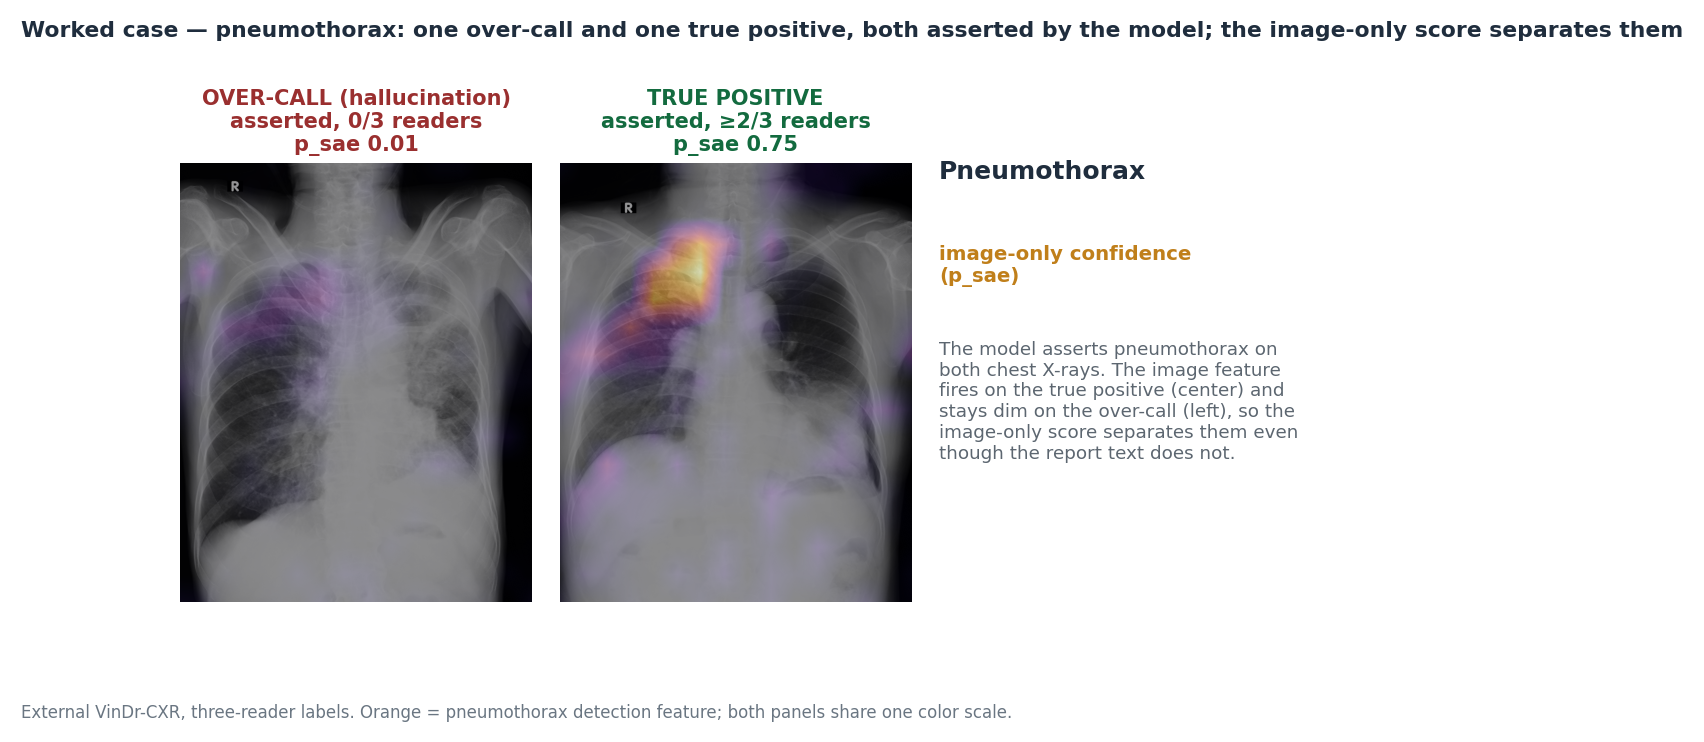 Worked case — pneumothorax: one over-call and one true positive, both asserted by the model; the image-only score separates them
OVER-CALL (hallucination)
asserted, 0/3 readers
p_sae 0.01
TRUE POSITIVE
asserted, ≥2/3 readers
p_sae 0.75
R
R
Pneumothorax
image-only confidence
(p_sae)
The model asserts pneumothorax on
both chest X-rays. The image feature
fires on the true positive (center) and
stays dim on the over-call (left), so the
image-only score separates them even
though the report text does not.
External VinDr-CXR, three-reader labels. Orange = pneumothorax detection feature; both panels share one color scale.